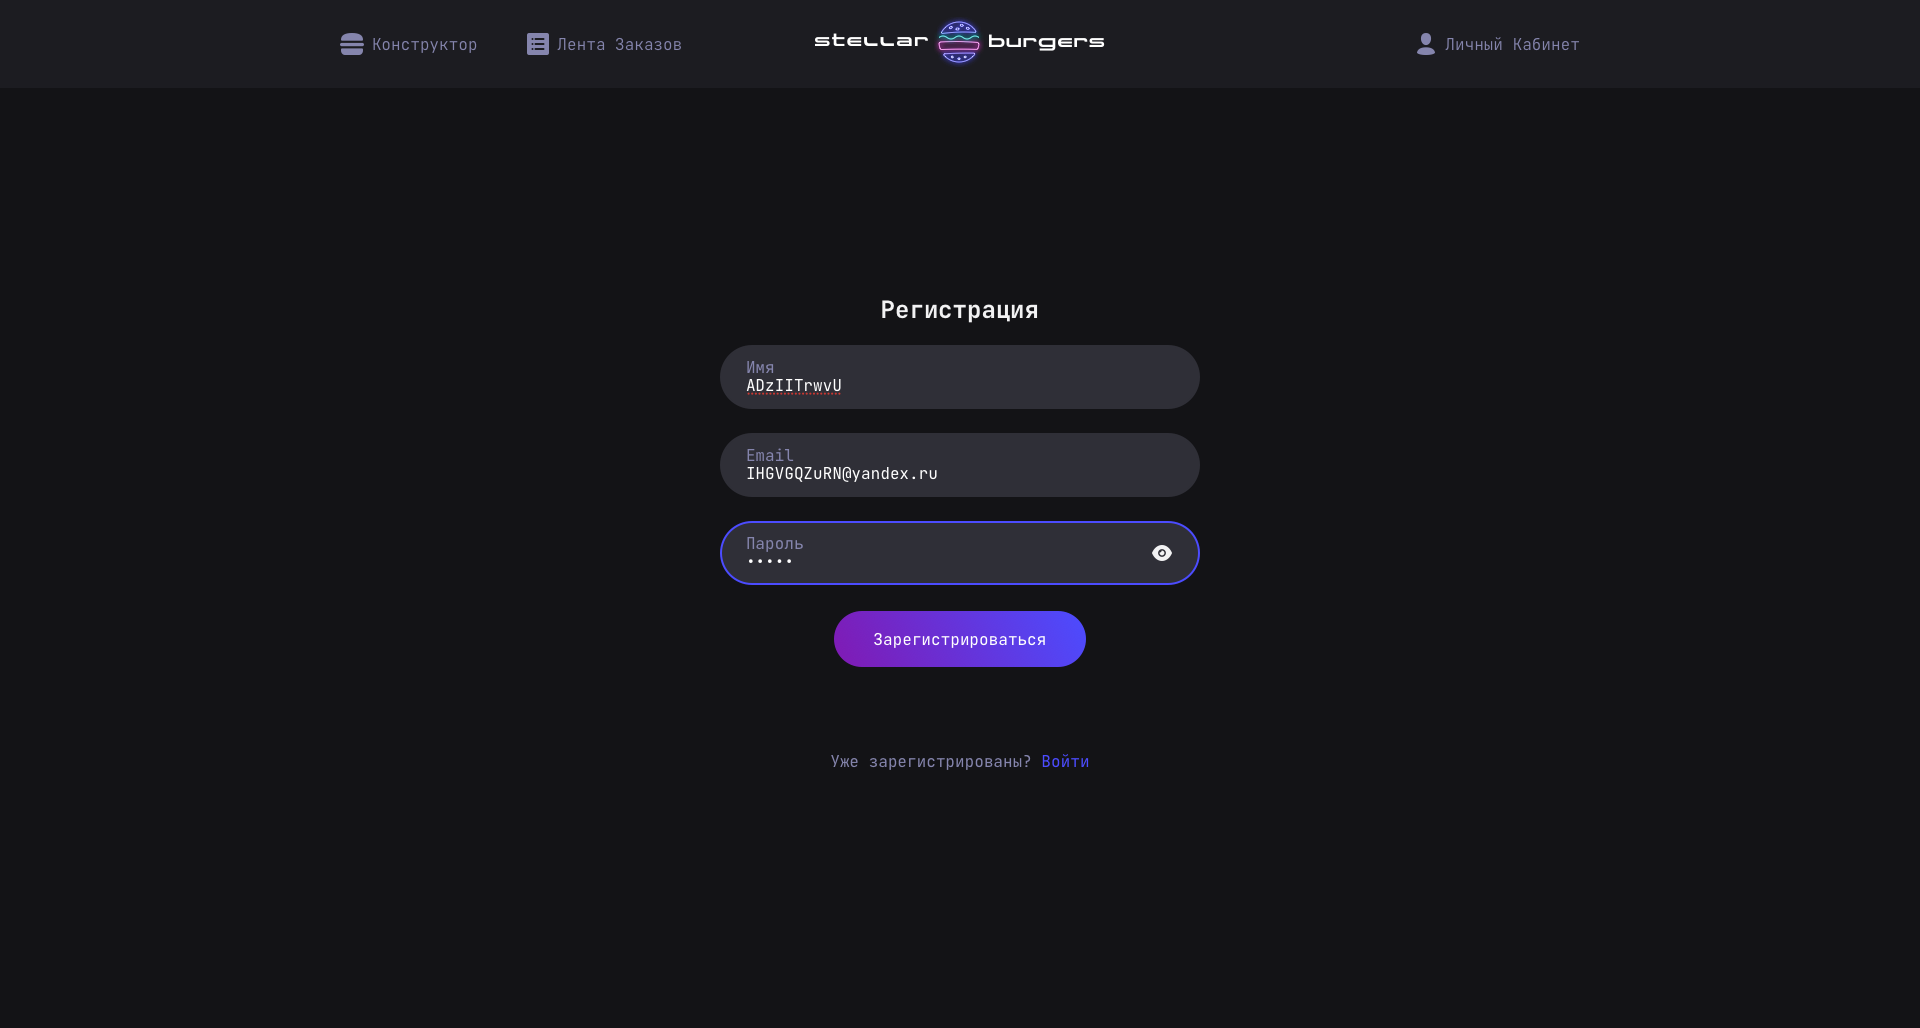 Конструктор
Лента Заказов
stellar burgers
Личный Кабинет
Регистрация
Имя
ADzIITrwvU
Email
IHGVGQZuRN@yandex.ru
Пароль
•••••
Зарегистрироваться
Уже зарегистрированы? Войти